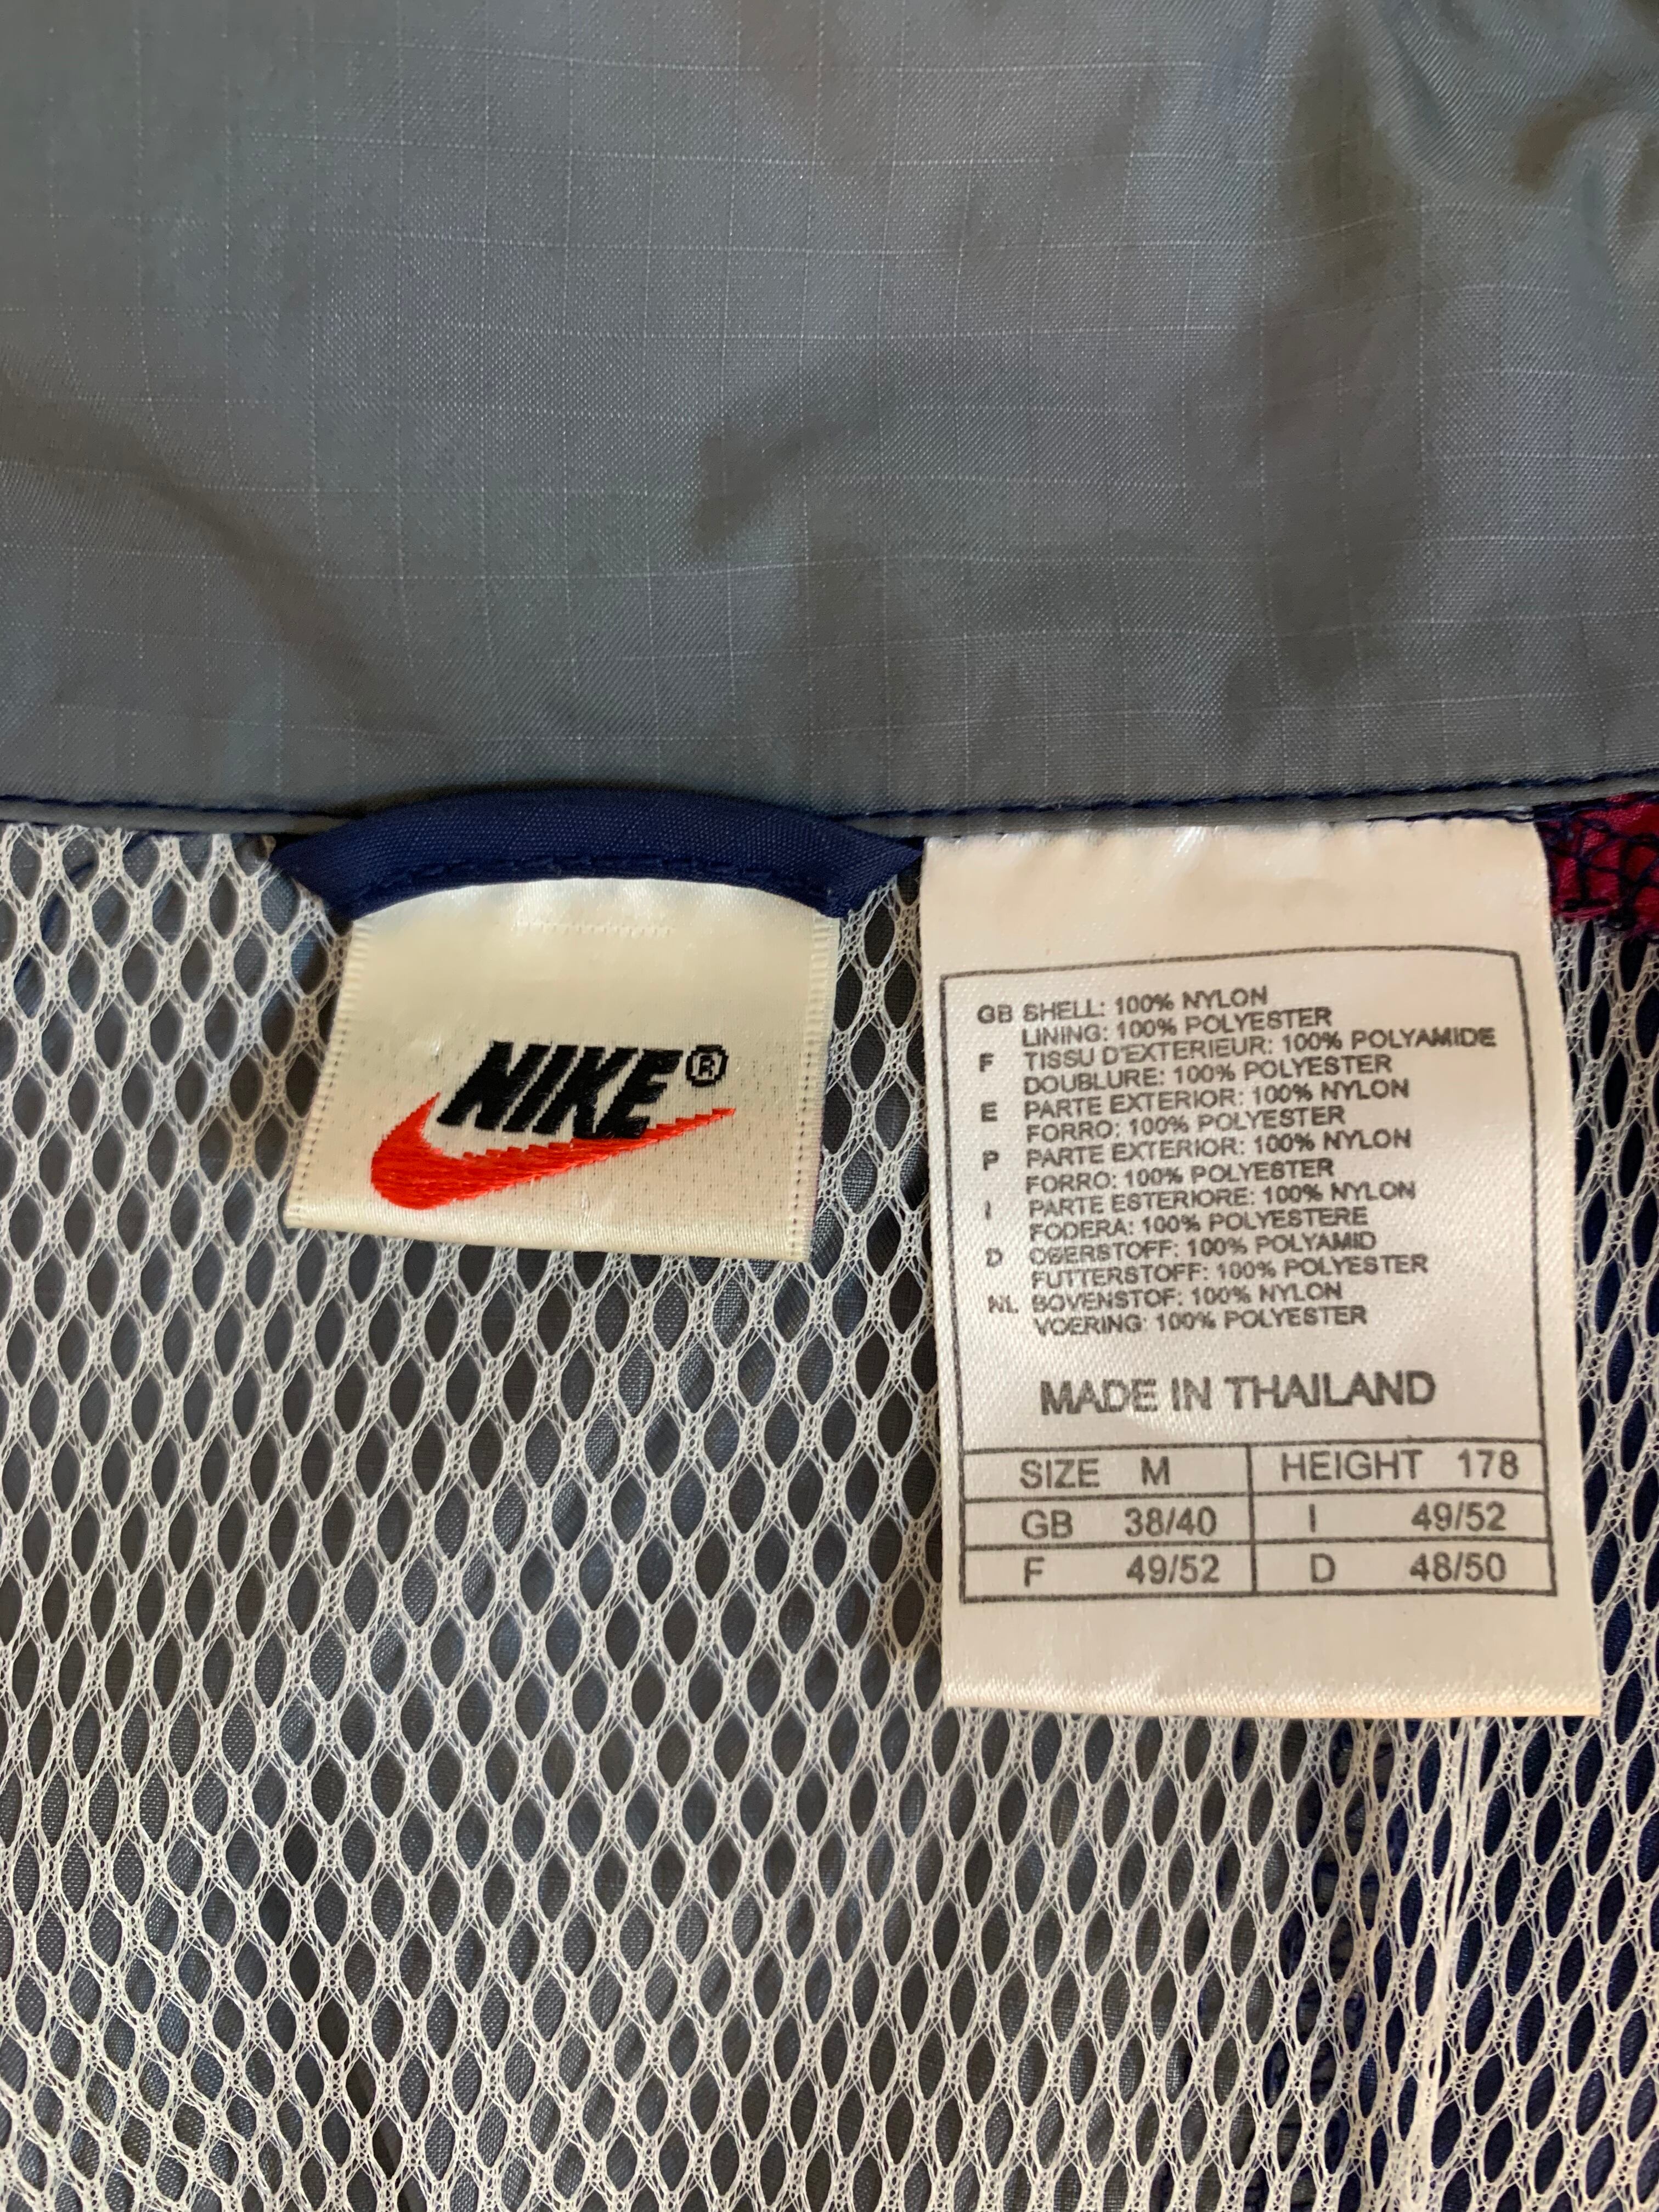 NIKE®
GB SHELL: 100% NYLON
LINING: 100% POLYESTER
F TISSU D'EXTERIEUR: 100% POLYAMIDE
DOUBLURE: 100% POLYESTER
E PARTE EXTERIOR: 100% NYLON
FORRO: 100% POLYESTER
P PARTE EXTERIOR: 100% NYLON
FORRO: 100% POLYESTER
I PARTE ESTERIORE: 100% NYLON
FODERA: 100% POLYESTERE
D OBERSTOFF: 100% POLYAMID
FUTTERSTOFF: 100% POLYESTER
NL BOVENSTOF: 100% NYLON
VOERING: 100% POLYESTER
MADE IN THAILAND
SIZE M HEIGHT 178
GB 38/40 I 49/52
F 49/52 D 48/50